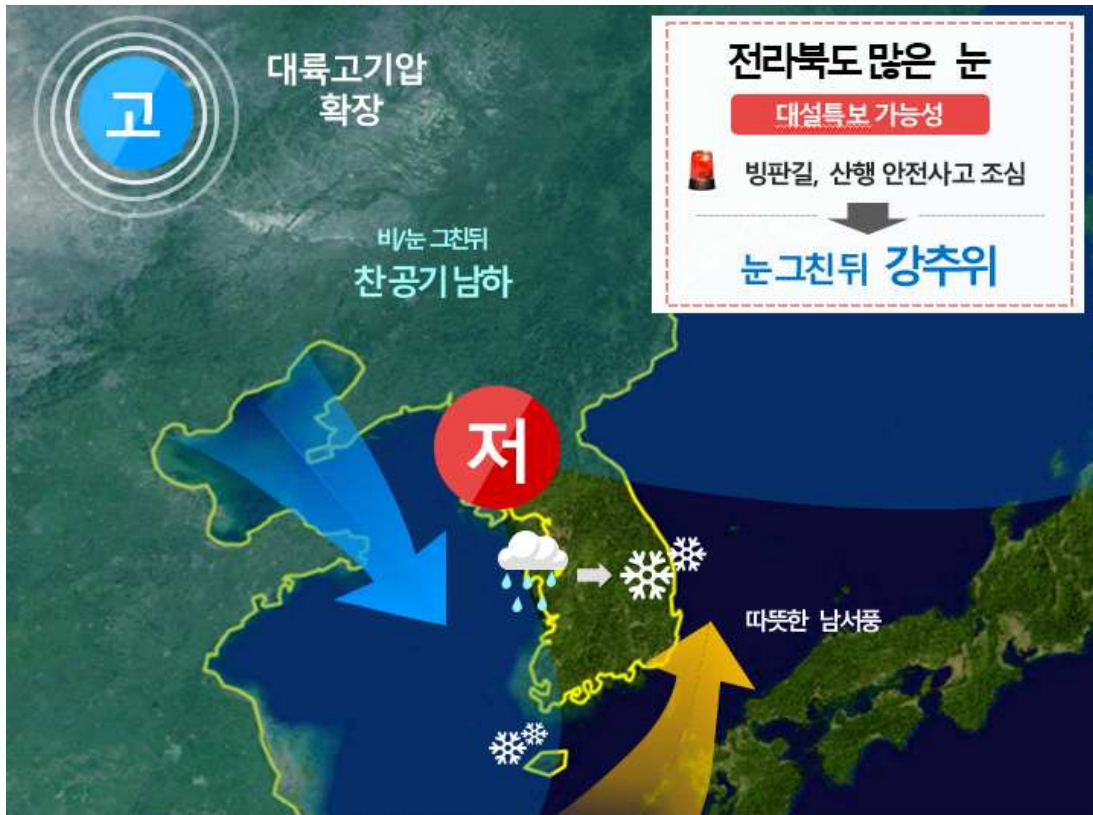 고
대륙고기압
확장
전라북도 많은 눈
대설특보 가능성
빙판길, 산행 안전사고 조심
눈 그친 뒤 강추위
비/눈 그친뒤
찬 공기 남하
저
따뜻한 남서풍